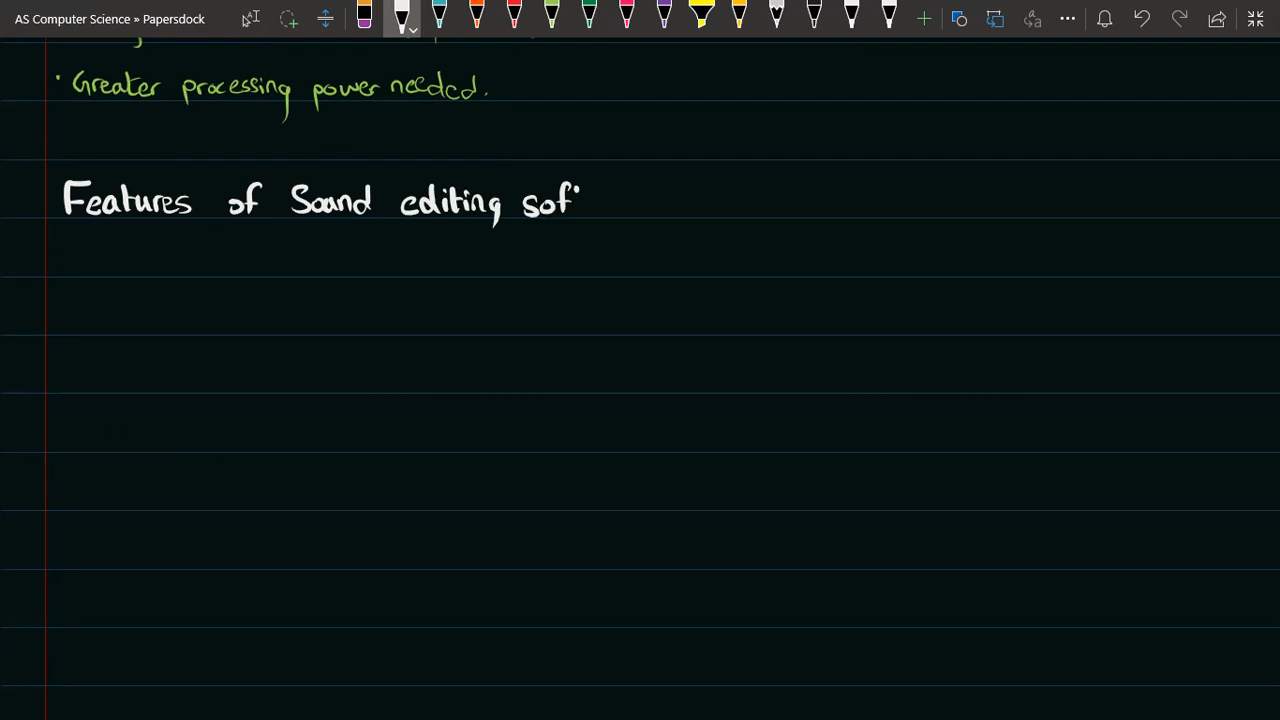 AS Computer Science » Papersdock
· Greater processing power needed.
Features of Sound editing sof